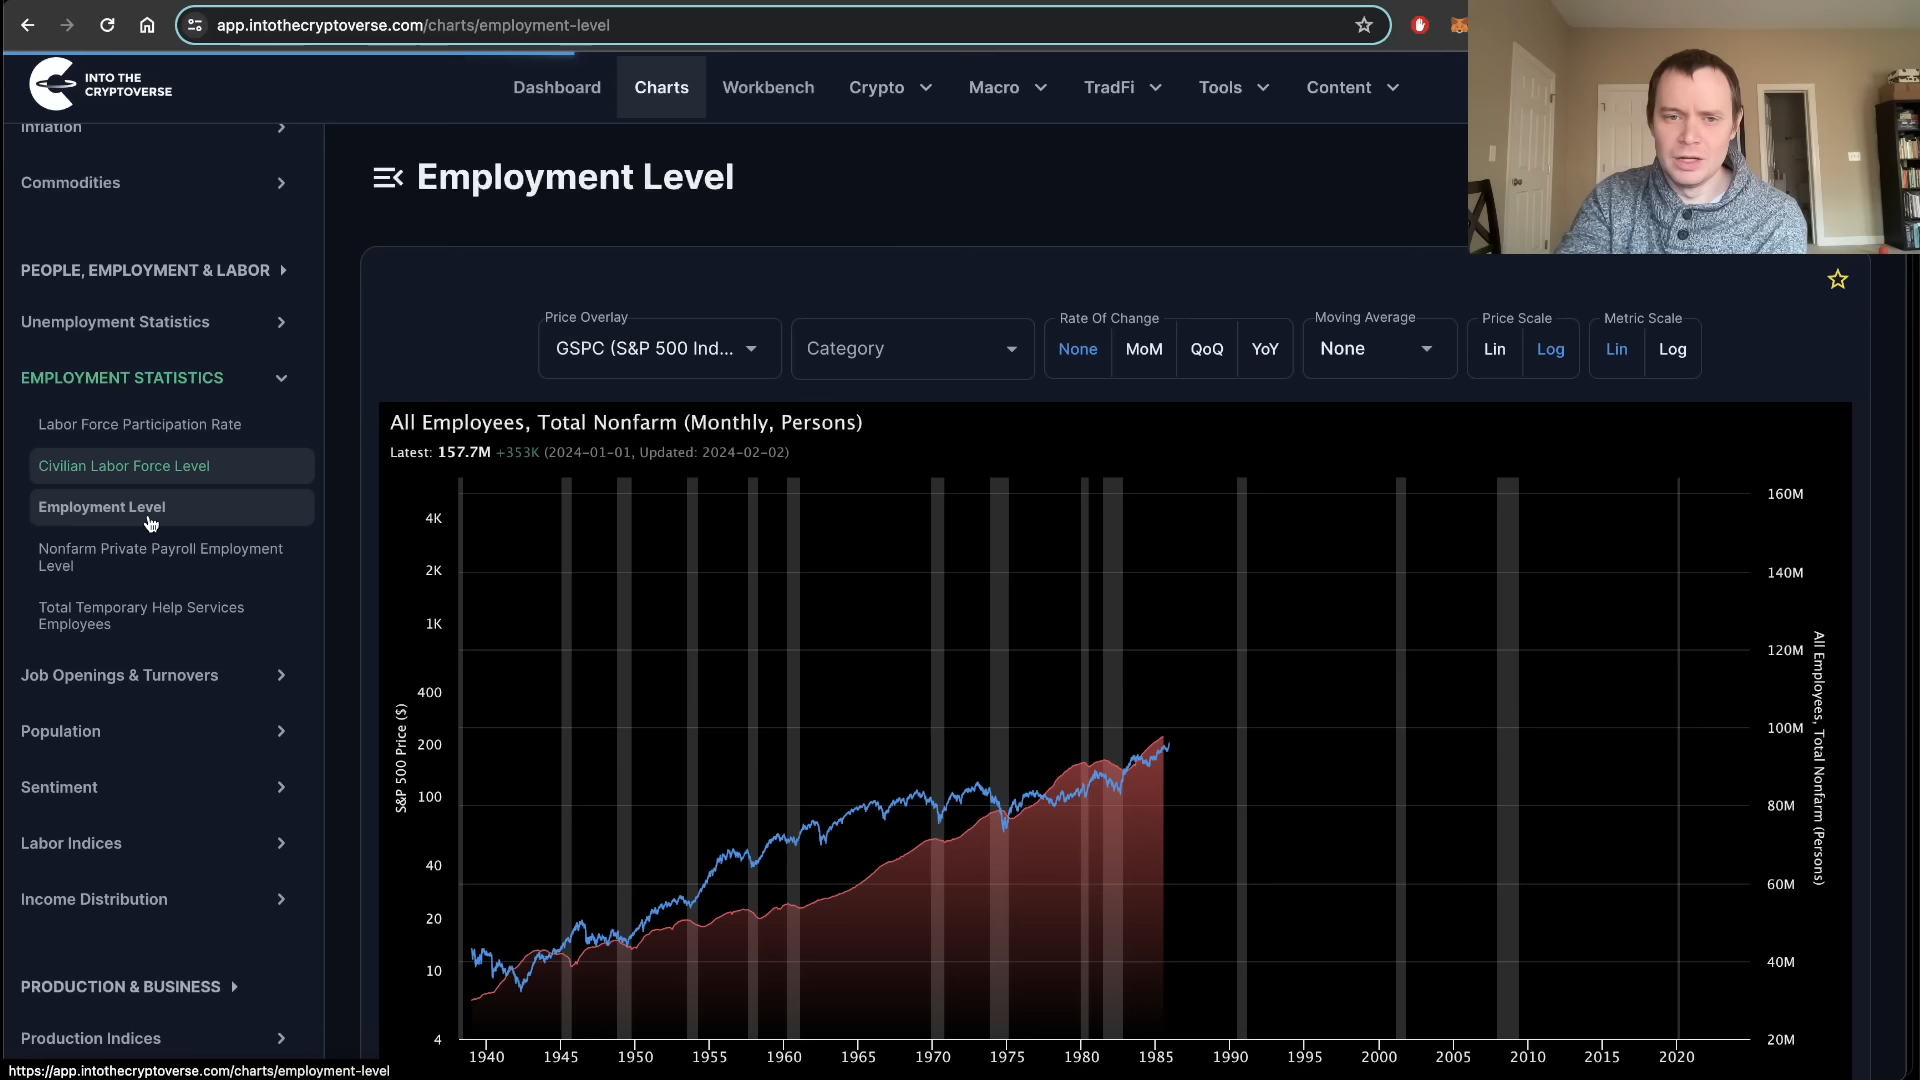 app.intothecryptoverse.com/charts/employment-level
INTO THE
CRYPTOVERSE
Dashboard
Charts
Workbench
Crypto
Macro
TradFi
Tools
Content
Inflation
Commodities
PEOPLE, EMPLOYMENT & LABOR
Unemployment Statistics
EMPLOYMENT STATISTICS
Labor Force Participation Rate
Civilian Labor Force Level
Employment Level
Nonfarm Private Payroll Employment
Level
Total Temporary Help Services
Employees
Job Openings & Turnovers
Population
Sentiment
Labor Indices
Income Distribution
PRODUCTION & BUSINESS
Production Indices
https://app.intothecryptoverse.com/charts/employment-level
Employment Level
Price Overlay
GSPC (S&P 500 Ind...
Category
Rate Of Change
None
MoM
QoQ
YoY
Moving Average
None
Price Scale
Lin
Log
Metric Scale
Lin
Log
All Employees, Total Nonfarm (Monthly, Persons)
Latest: 157.7M +353K (2024-01-01, Updated: 2024-02-02)
S&P 500 Price ($)
4K
2K
1K
400
200
100
40
20
10
4
160M
140M
120M
100M
80M
60M
40M
20M
All Employees, Total Nonfarm (Persons)
1940
1945
1950
1955
1960
1965
1970
1975
1980
1985
1990
1995
2000
2005
2010
2015
2020